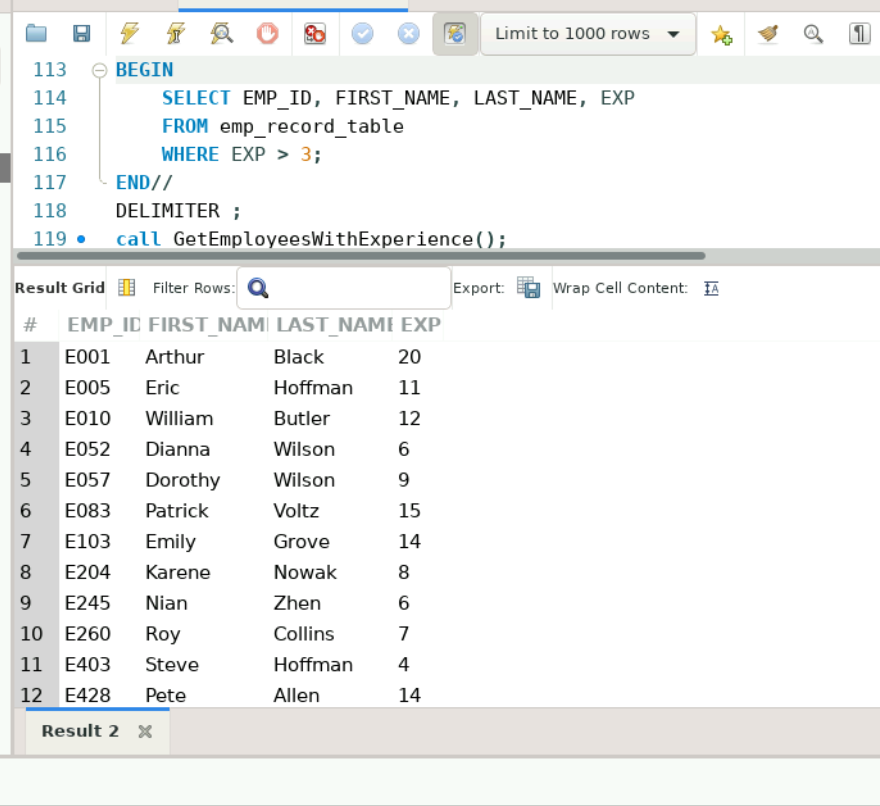 Limit to 1000 rows
113 BEGIN
114 SELECT EMP_ID, FIRST_NAME, LAST_NAME, EXP
115 FROM emp_record_table
116 WHERE EXP > 3;
117 END//
118 DELIMITER ;
119 call GetEmployeesWithExperience();
Result Grid Filter Rows: Export: Wrap Cell Content:
# EMP_ID FIRST_NAM LAST_NAME EXP
1 E001 Arthur Black 20
2 E005 Eric Hoffman 11
3 E010 William Butler 12
4 E052 Dianna Wilson 6
5 E057 Dorothy Wilson 9
6 E083 Patrick Voltz 15
7 E103 Emily Grove 14
8 E204 Karene Nowak 8
9 E245 Nian Zhen 6
10 E260 Roy Collins 7
11 E403 Steve Hoffman 4
12 E428 Pete Allen 14
Result 2